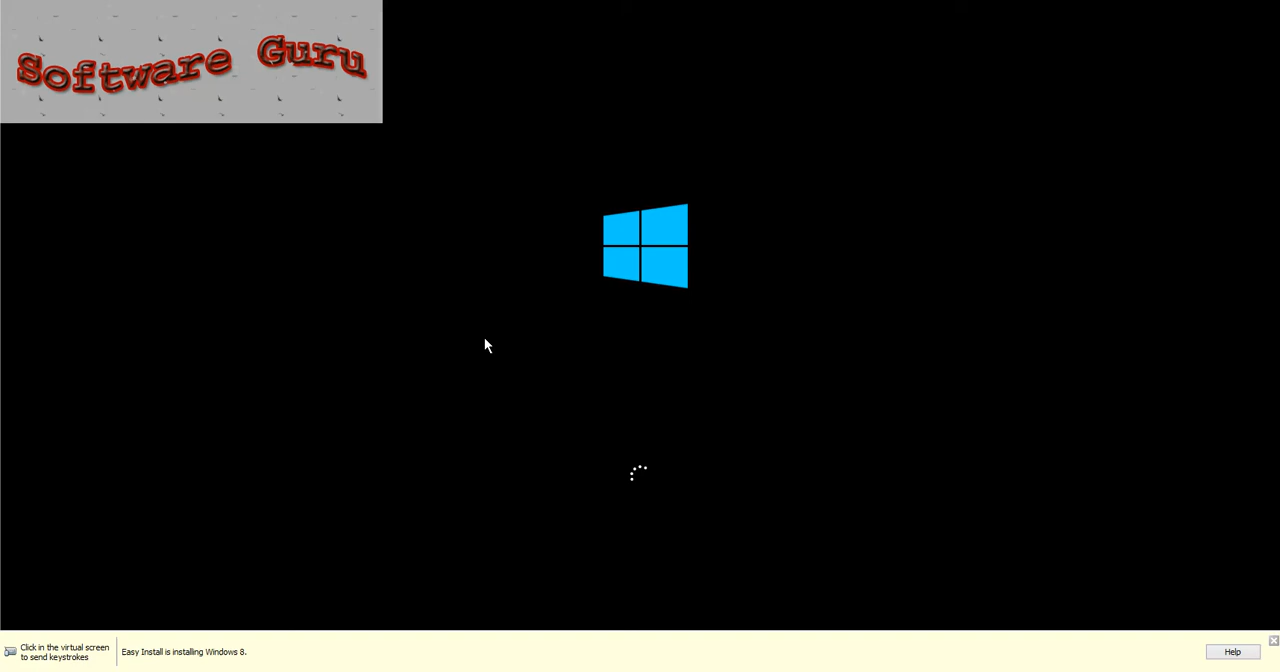 Software Guru
Click in the virtual screen
to send keystrokes
Easy Install is installing Windows 8.
Help